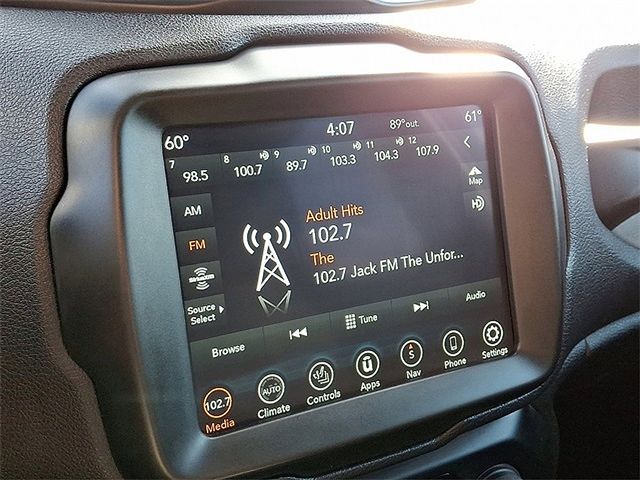 60° 4:07 89°out. 61°
7 98.5 8 100.7 9 89.7 10 103.3 11 104.3 12 107.9
Map
AM
FM
SiriusXM
Source
Select
Adult Hits
102.7
The
102.7 Jack FM The Unfor...
Browse Tune Audio
102.7 AUTO S
Media Climate Controls Apps Nav Phone Settings